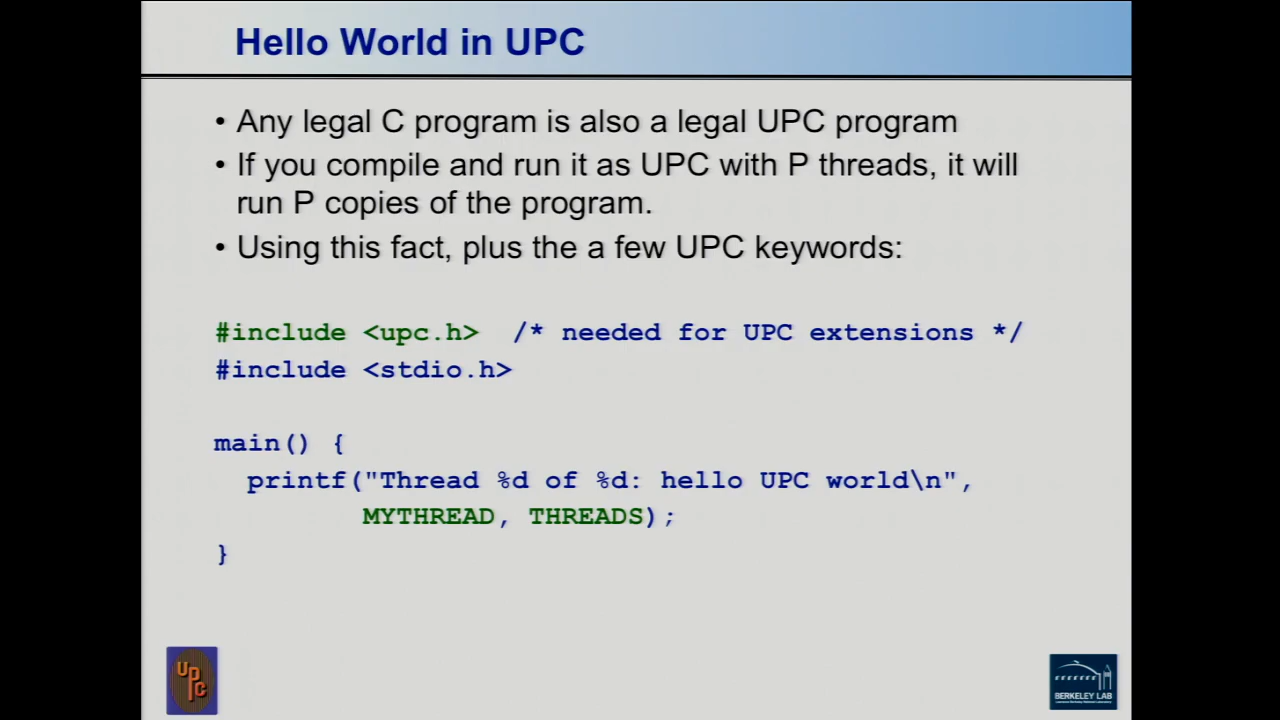 Hello World in UPC
• Any legal C program is also a legal UPC program
• If you compile and run it as UPC with P threads, it will
run P copies of the program.
• Using this fact, plus the a few UPC keywords:
#include <upc.h>  /* needed for UPC extensions */
#include <stdio.h>
main() {
  printf("Thread %d of %d: hello UPC world\n",
         MYTHREAD, THREADS);
}
UPC
BERKELEY LAB